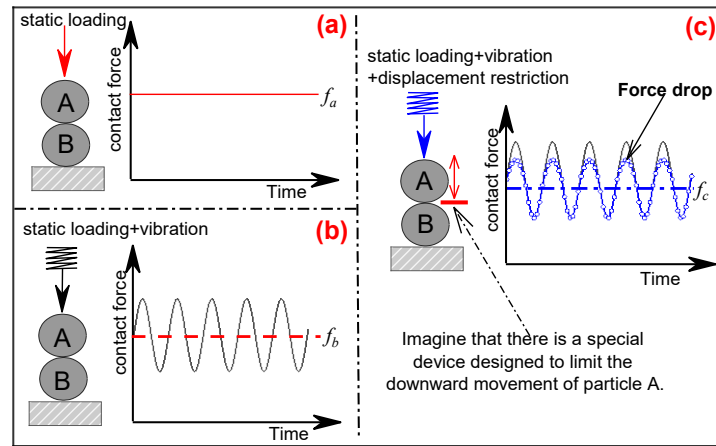 static loading
(a)
contact force
A
B
f_a
Time
static loading+vibration
(b)
contact force
A
B
f_b
Time
(c)
static loading+vibration
+displacement restriction
Force drop
contact force
A
B
f_c
Time
Imagine that there is a special
device designed to limit the
downward movement of particle A.